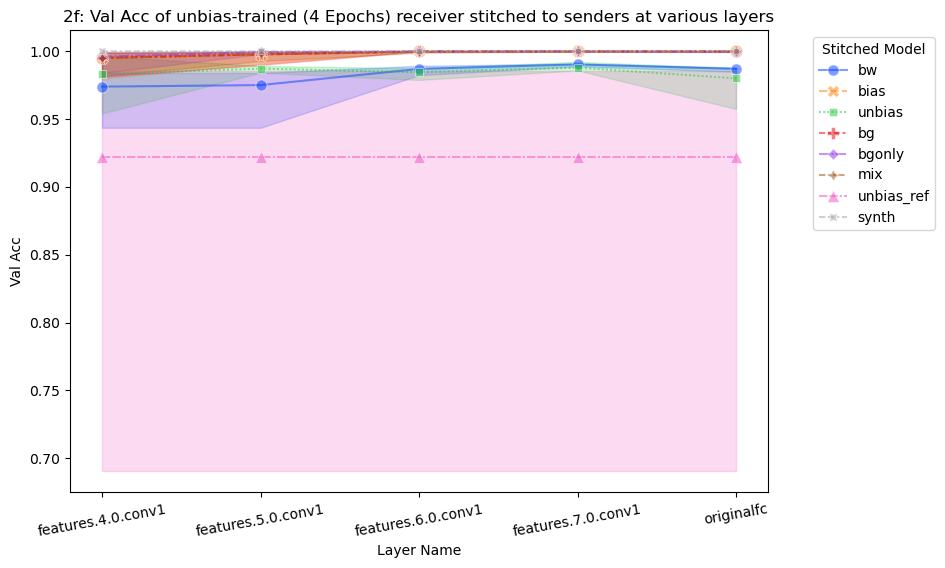 2f: Val Acc of unbias-trained (4 Epochs) receiver stitched to senders at various layers
Val Acc
1.00
0.95
0.90
0.85
0.80
0.75
0.70
features.4.0.conv1
features.5.0.conv1
features.6.0.conv1
features.7.0.conv1
originalfc
Layer Name
Stitched Model
bw
bias
unbias
bg
bgonly
mix
unbias_ref
synth